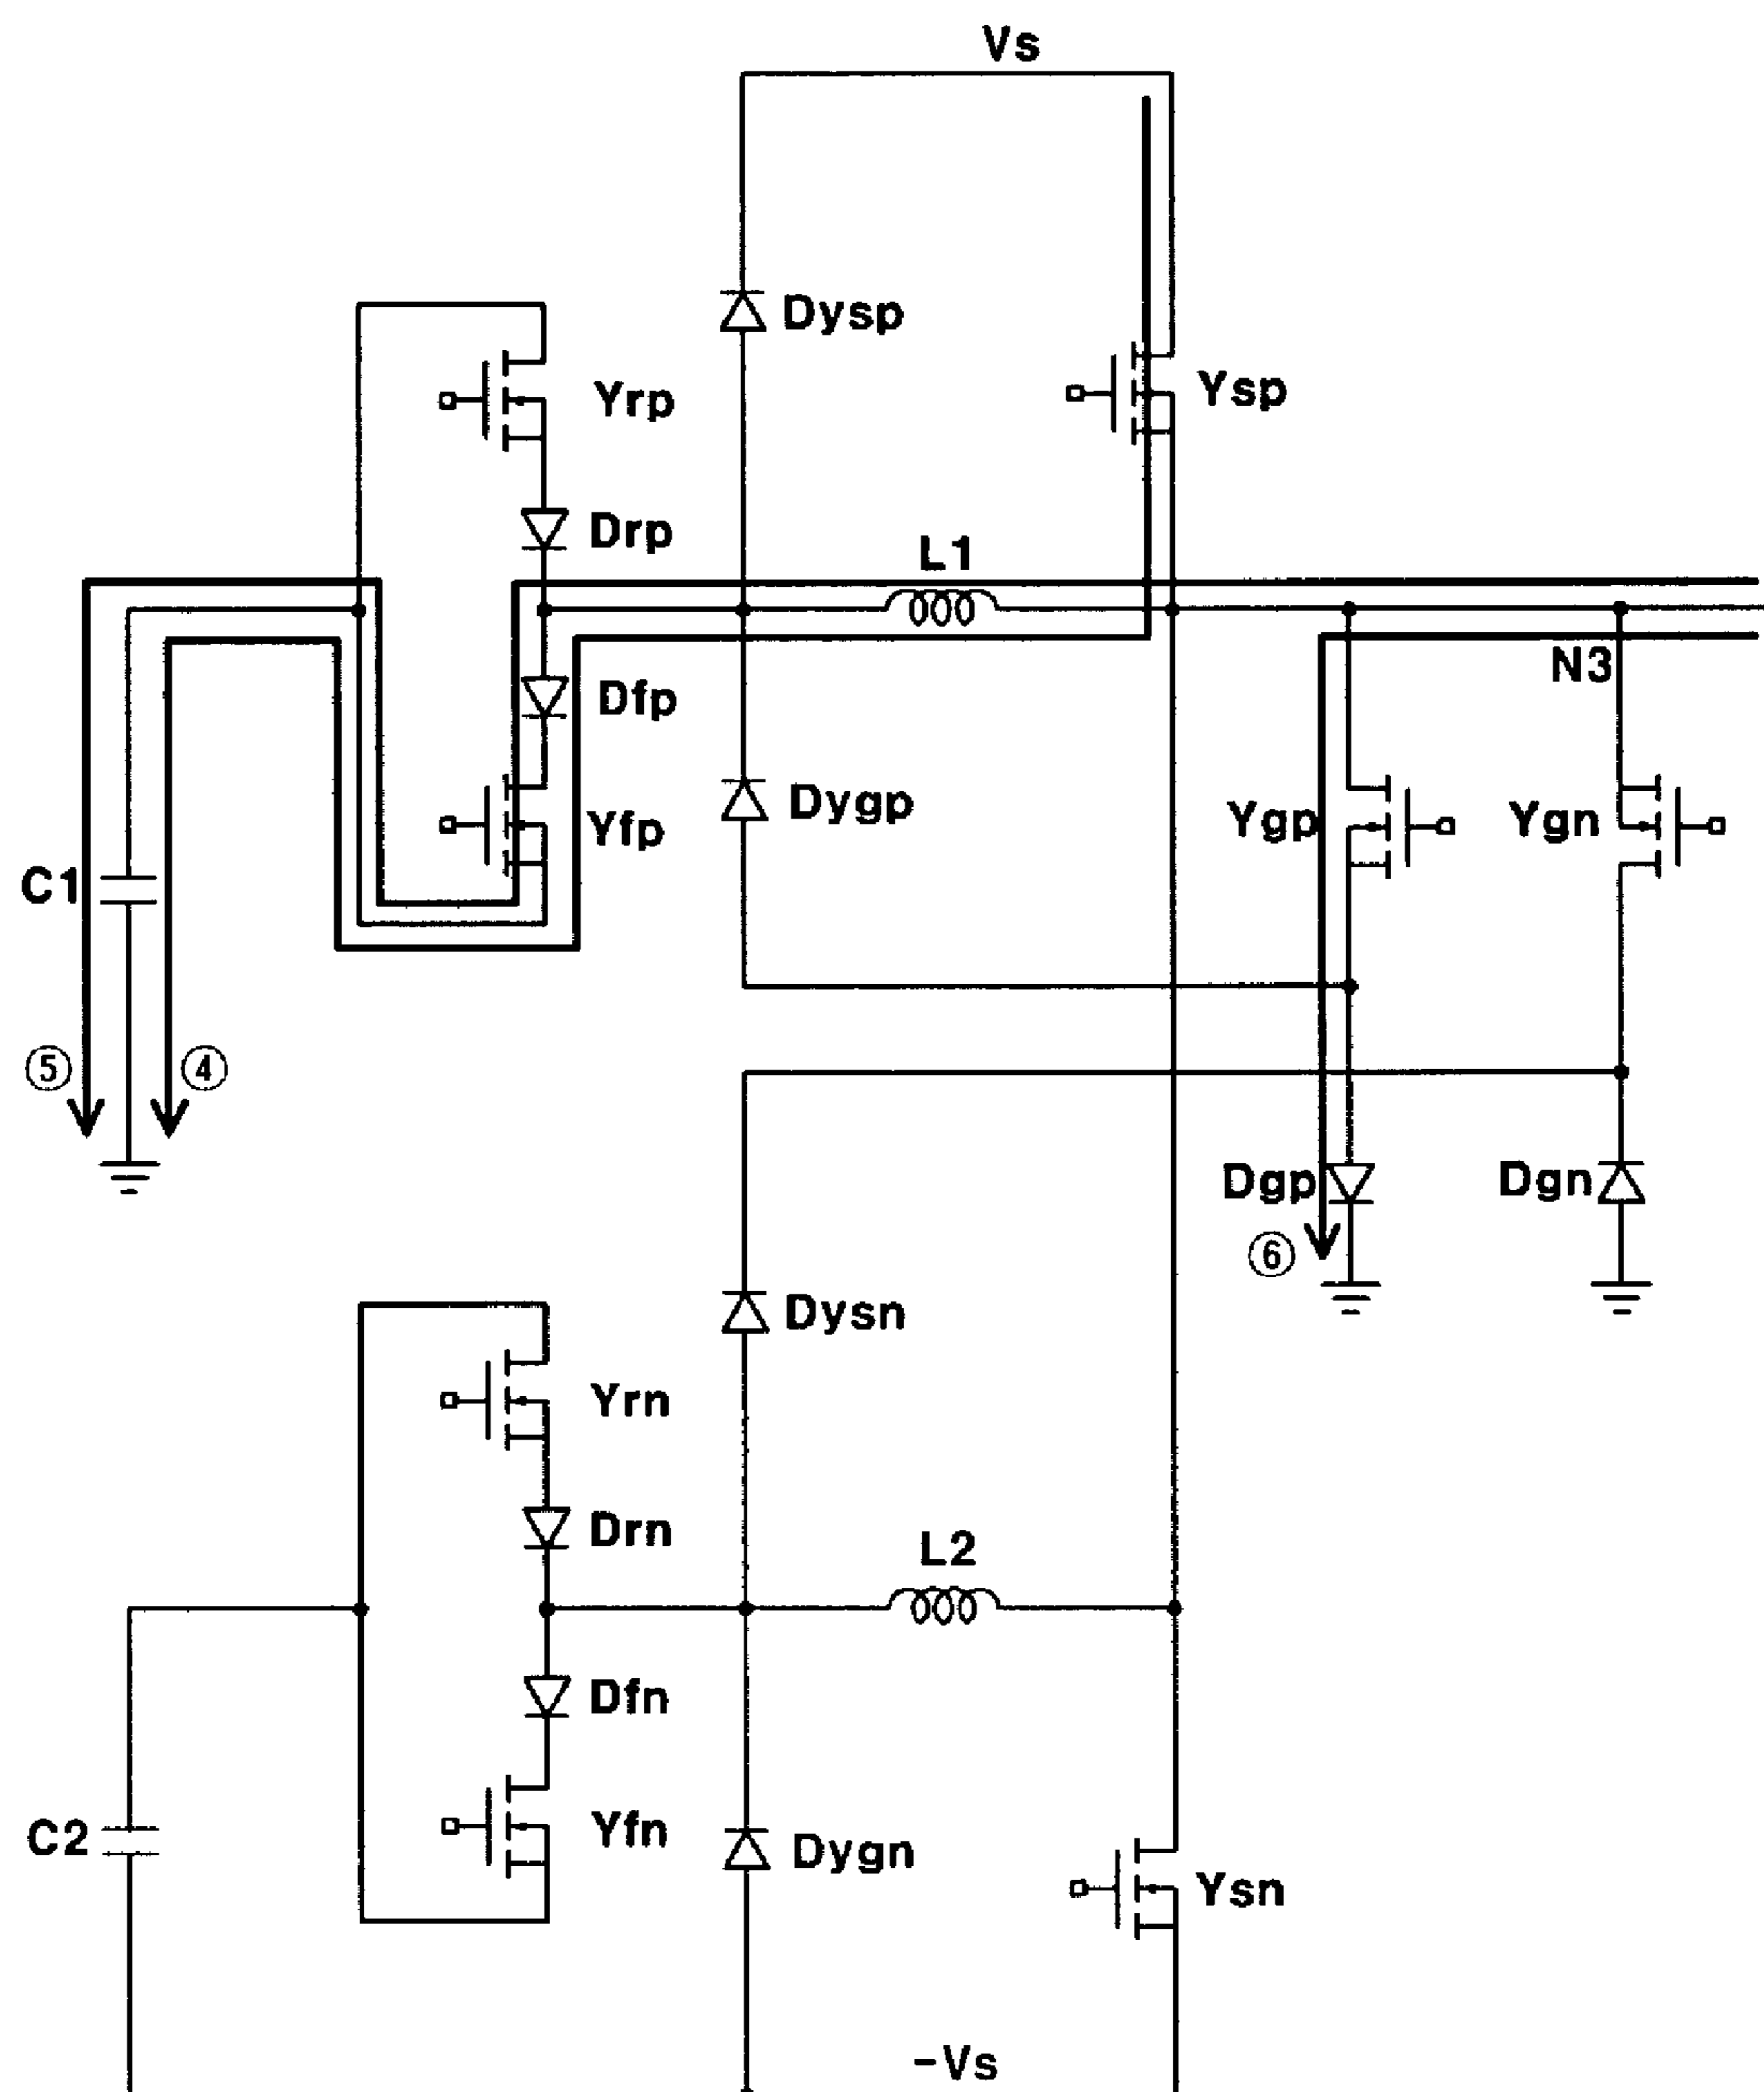 Vs
Dysp
Yrp
Ysp
Drp
L1
N3
Dfp
Dygp
Ygp
Ygn
Yfp
C1
⑤
④
Dgp
Dgn
⑥
Dysn
Yrn
Drn
L2
Dfn
Yfn
C2
Dygn
Ysn
-Vs